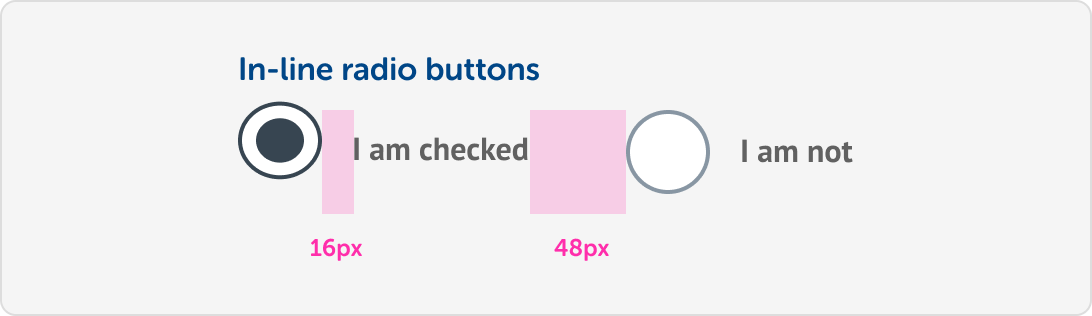 In-line radio buttons
I am checked
I am not
16px
48px